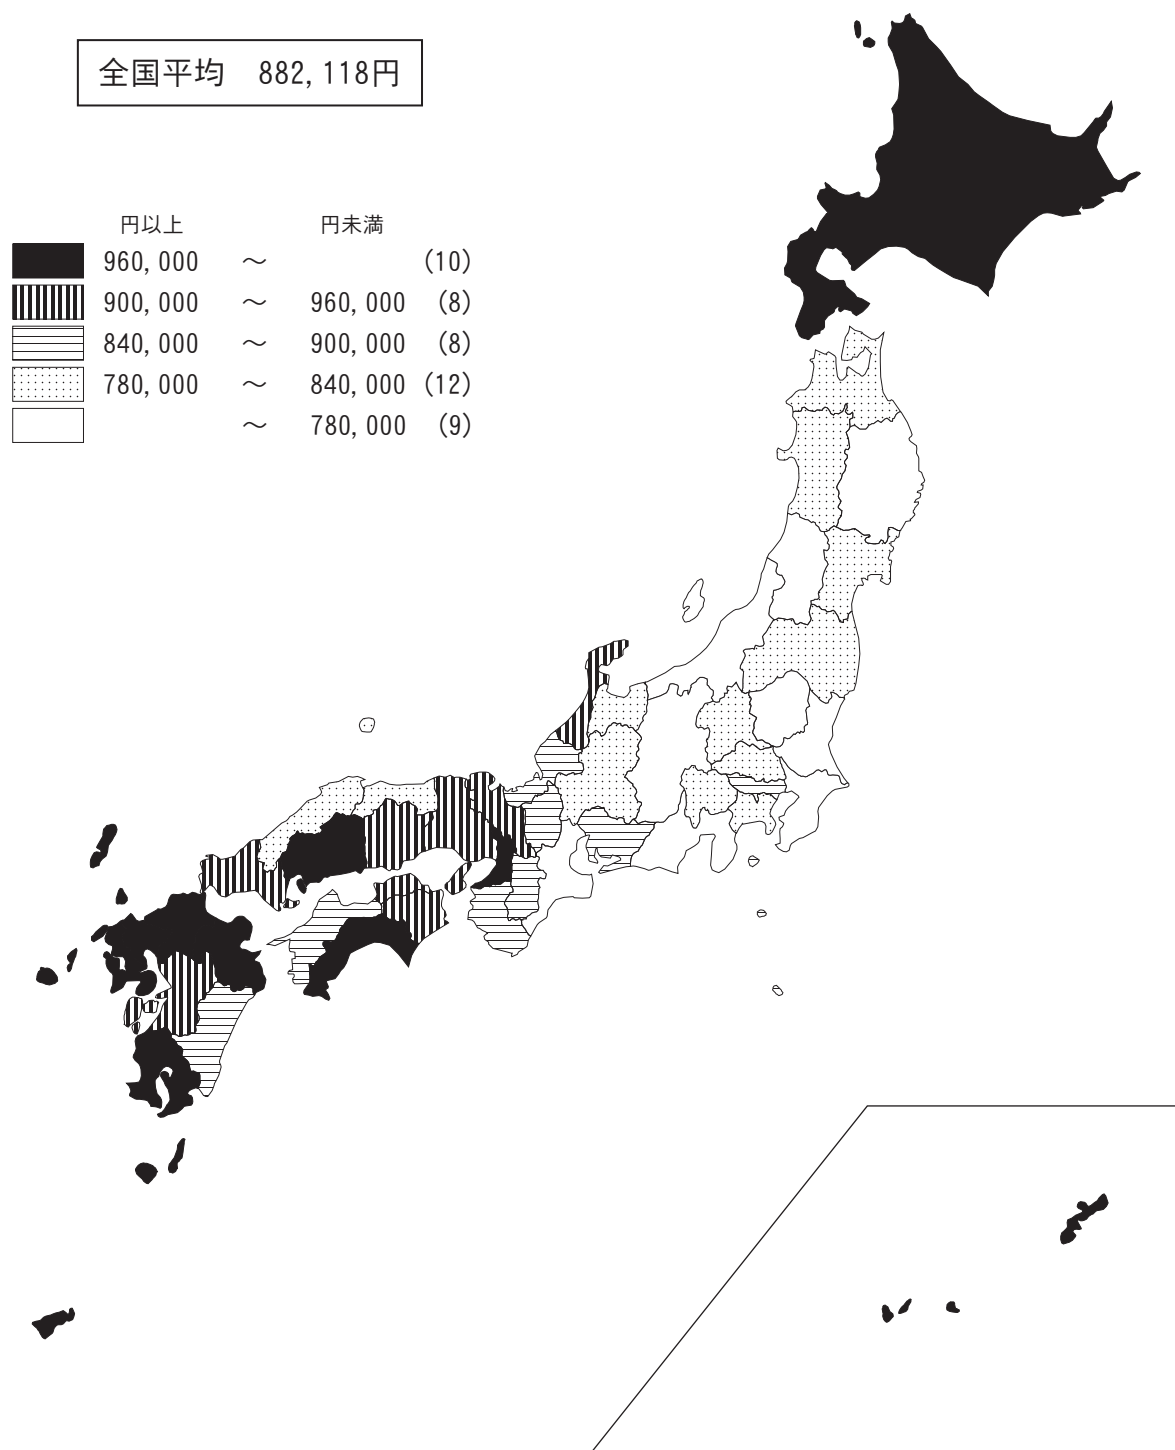 全国平均　882,118円
円以上　円未満
960,000　～　(10)
900,000　～　960,000　(8)
840,000　～　900,000　(8)
780,000　～　840,000　(12)
～　780,000　(9)